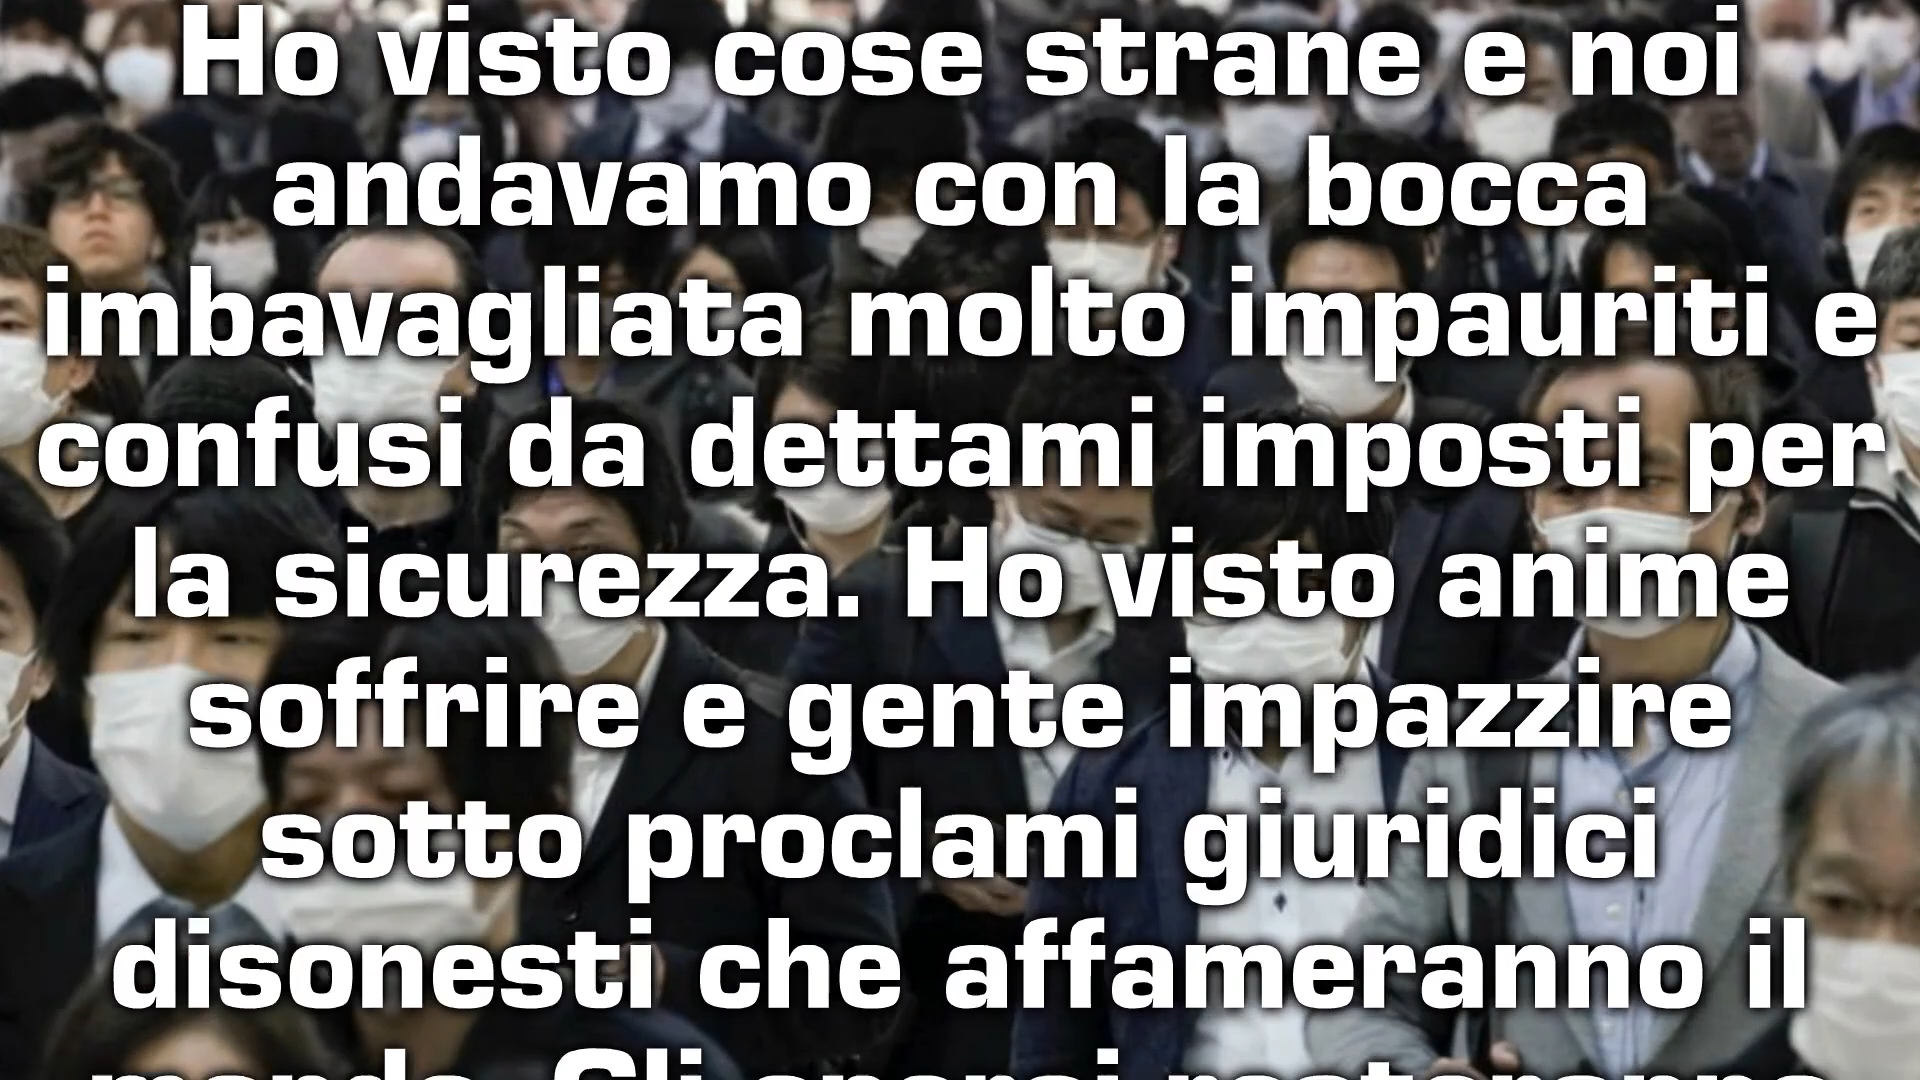 Ho visto cose strane e noi
andavamo con la bocca
imbavagliata molto impauriti e
confusi da dettami imposti per
la sicurezza. Ho visto anime
soffrire e gente impazzire
sotto proclami giuridici
disonesti che affameranno il